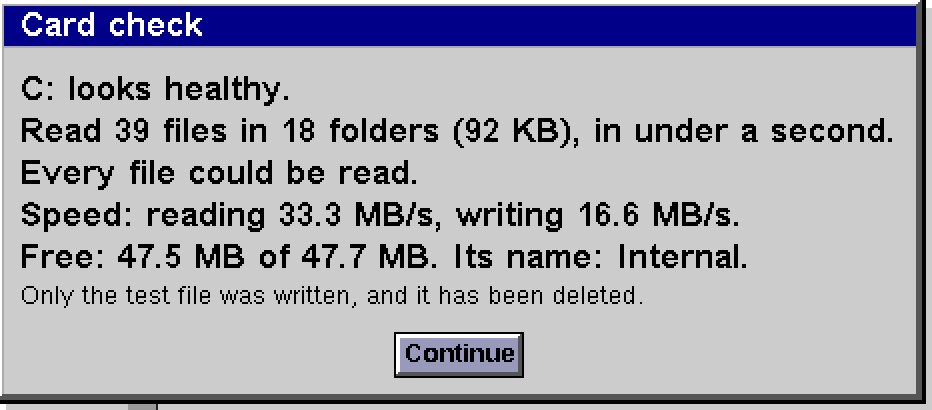 Card check
C: looks healthy.
Read 39 files in 18 folders (92 KB), in under a second.
Every file could be read.
Speed: reading 33.3 MB/s, writing 16.6 MB/s.
Free: 47.5 MB of 47.7 MB. Its name: Internal.
Only the test file was written, and it has been deleted.
Continue